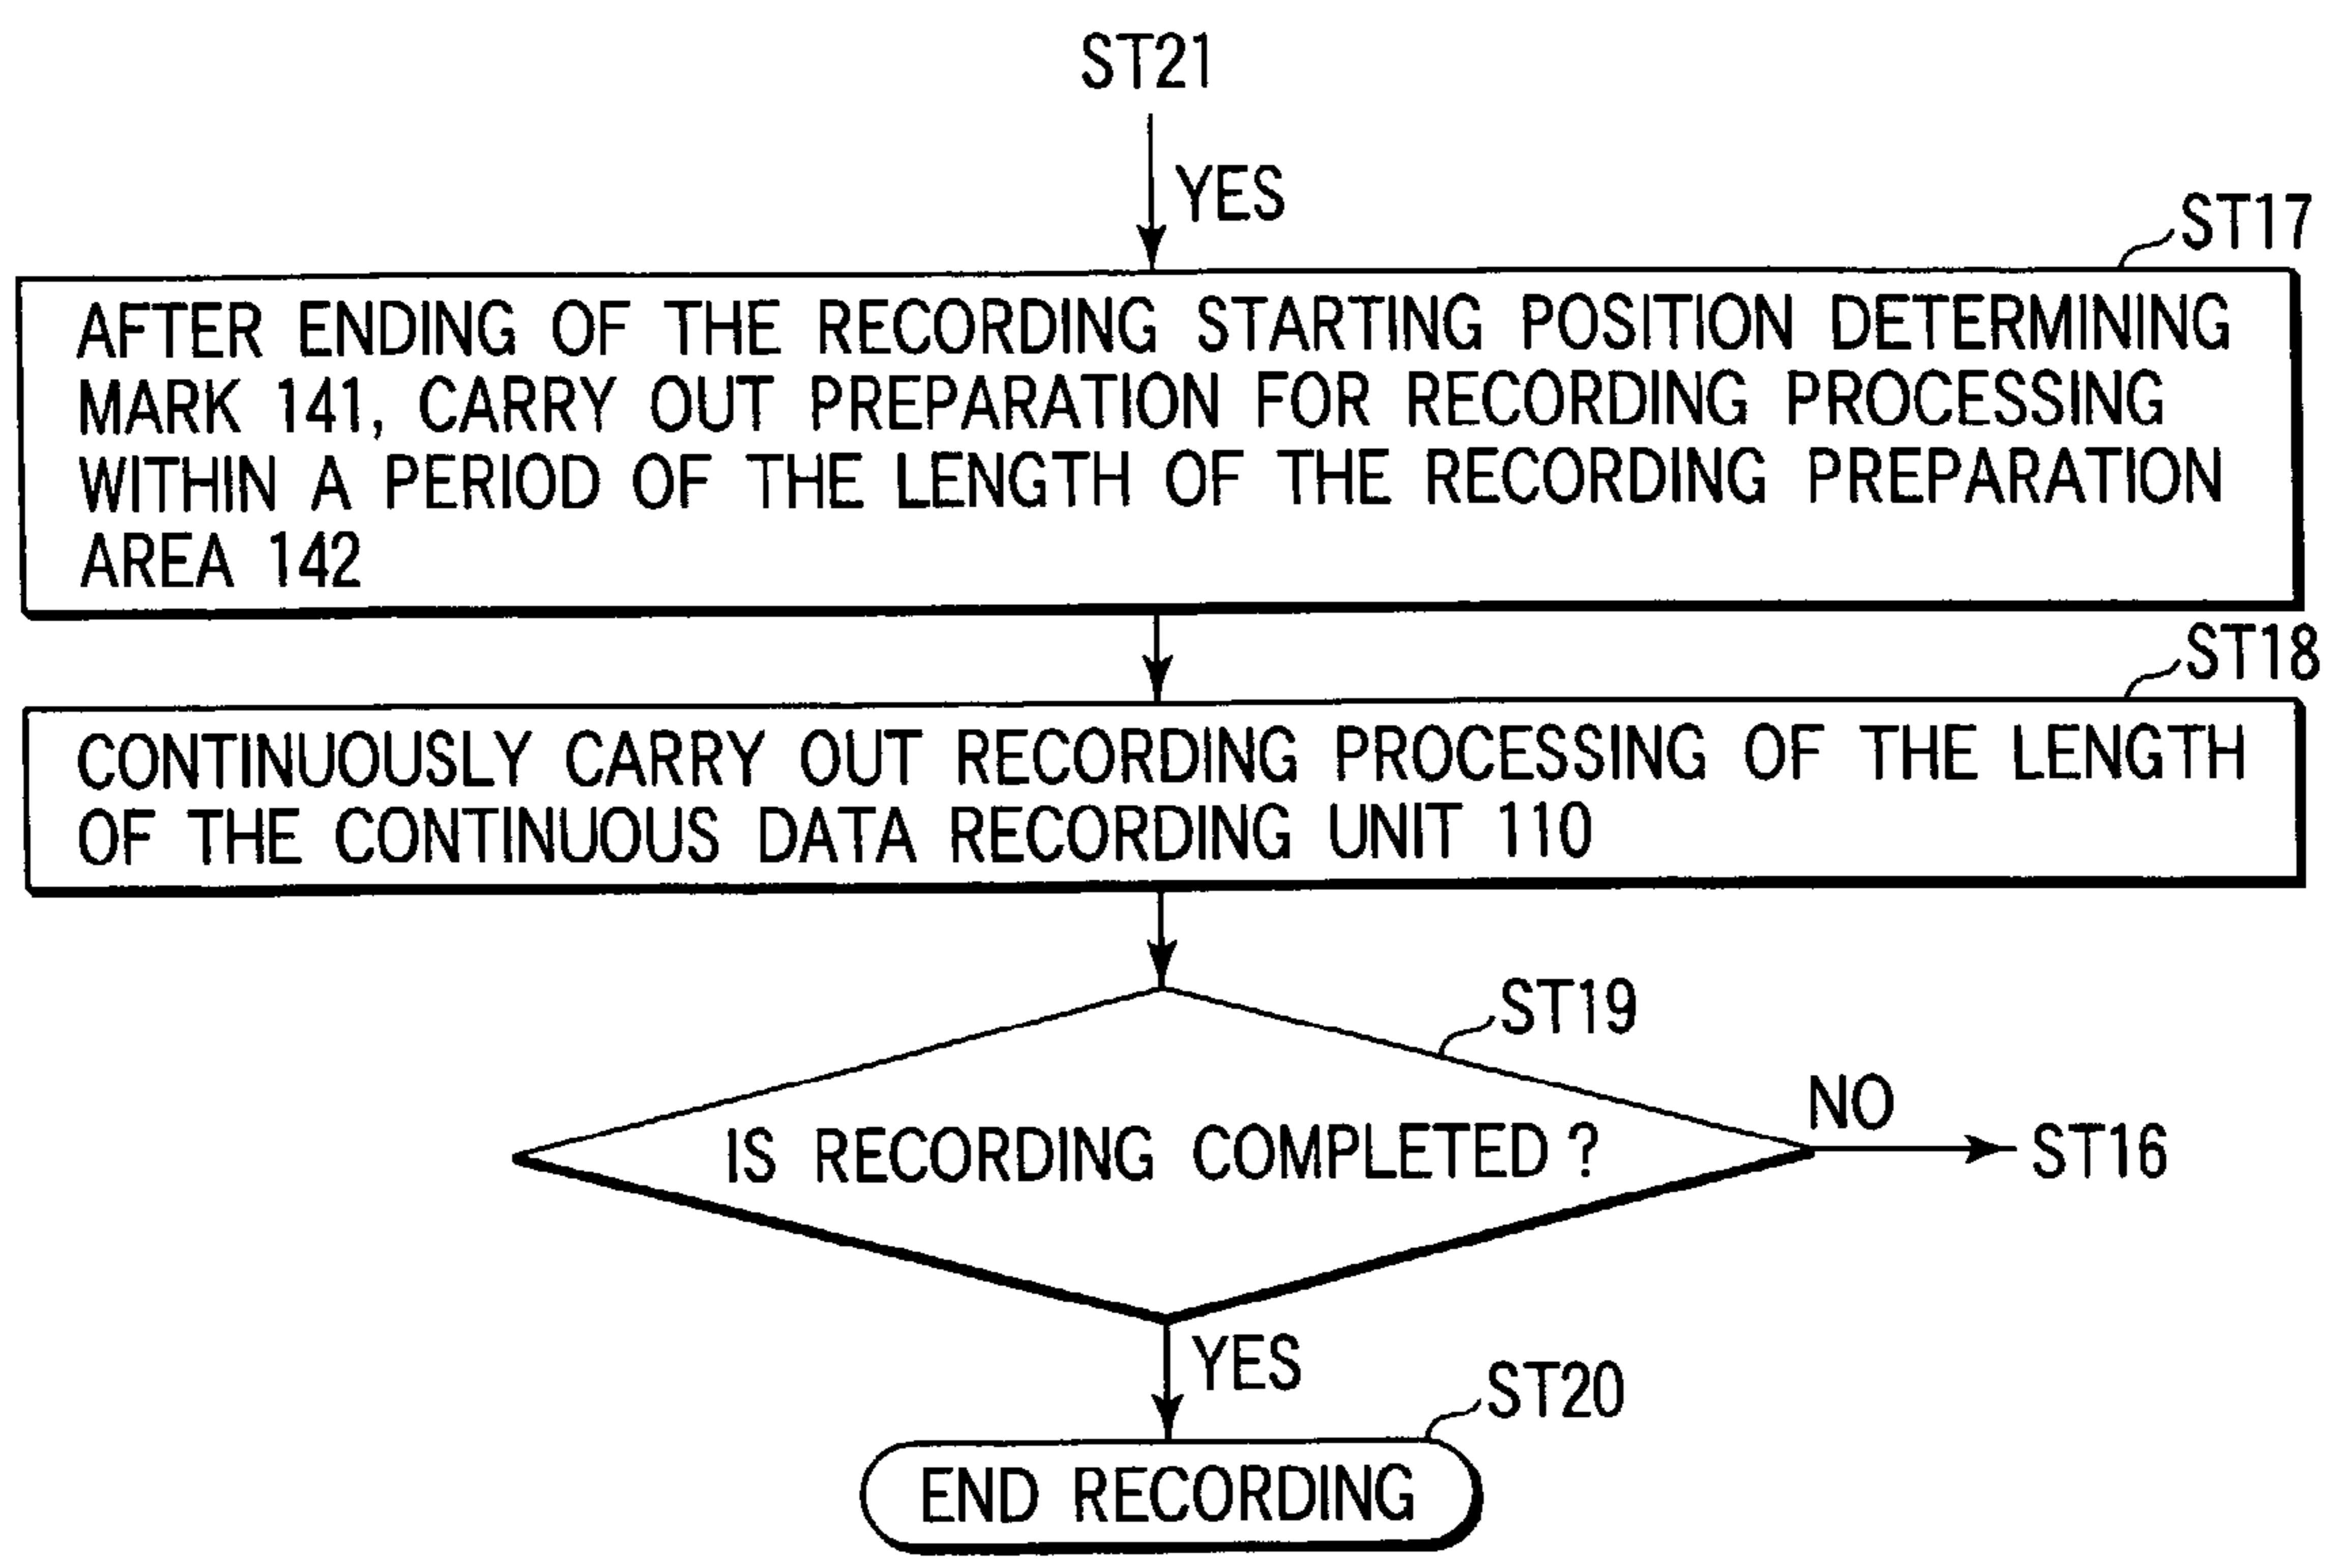 ST21
YES
ST17
AFTER ENDING OF THE RECORDING STARTING POSITION DETERMINING
MARK 141, CARRY OUT PREPARATION FOR RECORDING PROCESSING
WITHIN A PERIOD OF THE LENGTH OF THE RECORDING PREPARATION
AREA 142
ST18
CONTINUOUSLY CARRY OUT RECORDING PROCESSING OF THE LENGTH
OF THE CONTINUOUS DATA RECORDING UNIT 110
ST19
IS RECORDING COMPLETED ?
NO
ST16
YES
ST20
END RECORDING